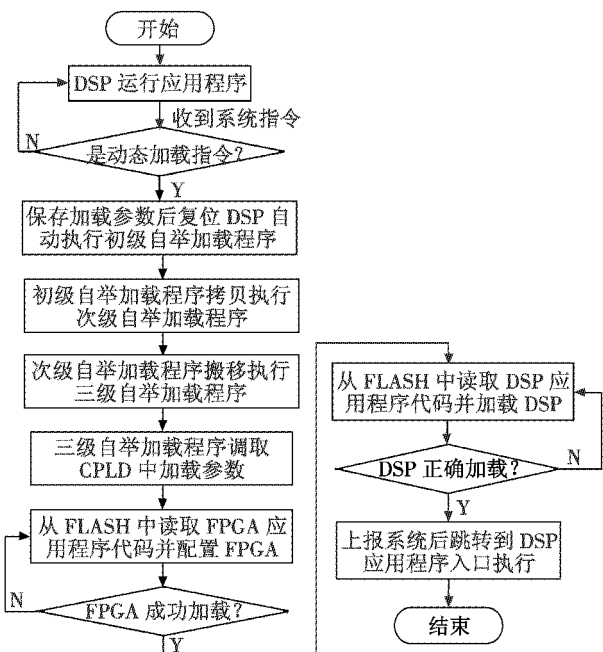 开始
DSP 运行应用程序
收到系统指令
N
是动态加载指令?
Y
保存加载参数后复位 DSP 自
动执行初级自举加载程序
初级自举加载程序拷贝执行
次级自举加载程序
次级自举加载程序搬移执行
三级自举加载程序
三级自举加载程序调取
CPLD 中加载参数
从 FLASH 中读取 FPGA 应
用程序代码并配置 FPGA
N
FPGA 成功加载?
Y
从 FLASH 中读取 DSP 应
用程序代码并加载 DSP
DSP 正确加载?
N
Y
上报系统后跳转到 DSP
应用程序入口执行
结束